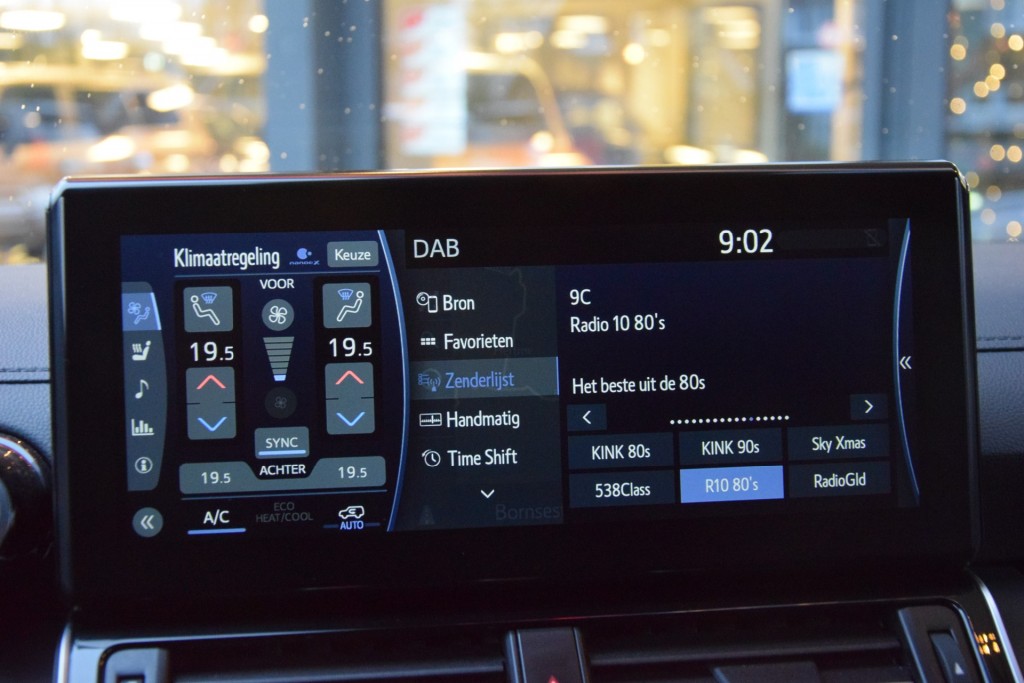 Klimaatregeling
nanoe X
Keuze
VOOR
19.5
19.5
SYNC
ACHTER
19.5
19.5
A/C
ECO
HEAT/COOL
AUTO
DAB
9:02
Bron
Favorieten
Zenderlijst
Handmatig
Time Shift
9C
Radio 10 80's
Het beste uit de 80s
KINK 80s
KINK 90s
Sky Xmas
538Class
R10 80's
RadioGld